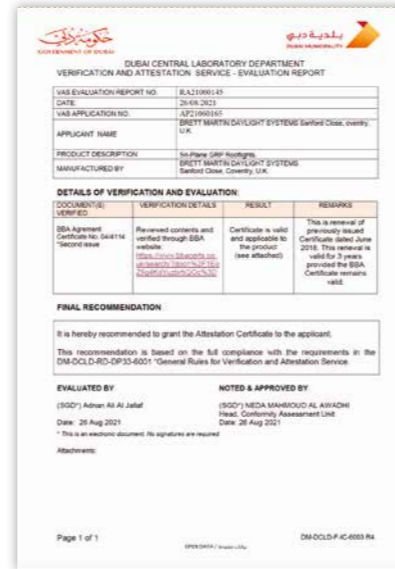 حكومة دبي
GOVERNMENT OF DUBAI
بلدية دبي
DUBAI MUNICIPALITY
DUBAI CENTRAL LABORATORY DEPARTMENT
VERIFICATION AND ATTESTATION SERVICE - EVALUATION REPORT
VAS EVALUATION REPORT NO. RA21000145
DATE 26/08/2021
VAS APPLICATION NO. AP21060165
APPLICANT NAME BRETT MARTIN DAYLIGHT SYSTEMS Sanford Close, oventry,
U.K.
PRODUCT DESCRIPTION In-Plane GRP Rooflights.
MANUFACTURED BY BRETT MARTIN DAYLIGHT SYSTEMS
Sanford Close, Coventry, U.K.
DETAILS OF VERIFICATION AND EVALUATION:
DOCUMENT(S)
VERIFIED
VERIFICATION DETAILS
RESULT
REMARKS
BBA Agrement
Certificate No. 04/4114
"Second issue
Reviewed contents and
verified through BBA
website:
Certificate is valid
and applicable to
the product
(see attached)
This is renewal of
previously issued
Certificate dated June
2018. This renewal is
valid for 3 years
provided the BBA
Certificate remains
valid.
FINAL RECOMMENDATION
It is hereby recommended to grant the Attestation Certificate to the applicant.
This recommendation is based on the full compliance with the requirements in the
DM-DCLD-RD-DP33-6001 "General Rules for Verification and Attestation Service
EVALUATED BY
(SGD*) Adnan Ali Al Jallaf
Date: 26 Aug 2021
NOTED & APPROVED BY
(SGD*) NEDA MAHMOUD AL AWADHI
Head, Conformity Assessment Unit
Date: 26 Aug 2021
* This is an electronic document. No signatures are required
Attachments:
Page 1 of 1
OPEN DATA /
DM-DCLD-F-IC-6003 R4